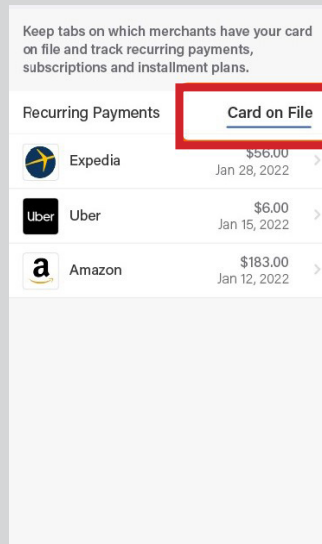 Keep tabs on which merchants have your card
on file and track recurring payments,
subscriptions and installment plans.
Recurring Payments Card on File
Expedia $56.00
Jan 28, 2022
Uber Uber $6.00
Jan 15, 2022
a Amazon $183.00
Jan 12, 2022